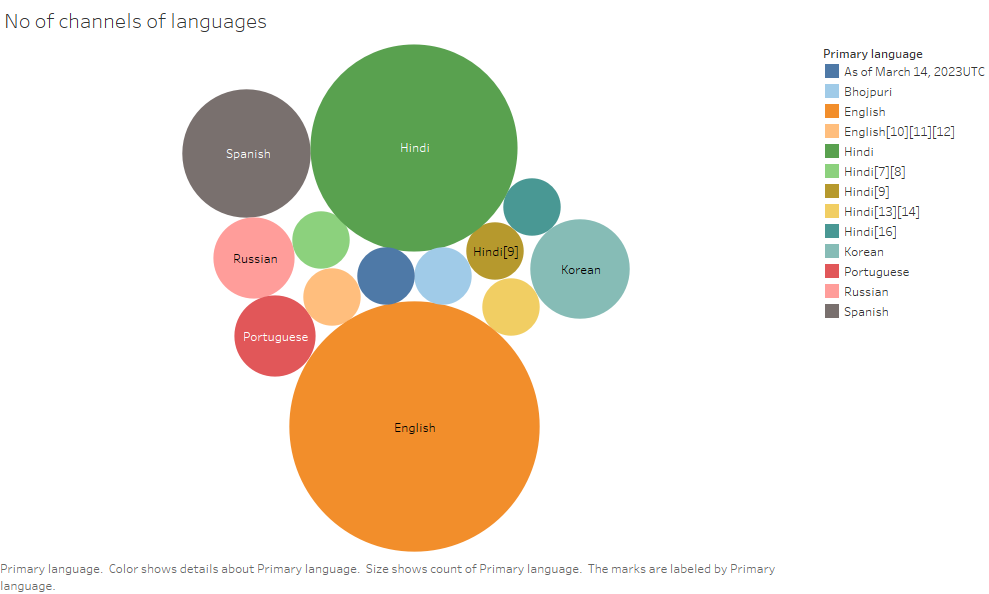 No of channels of languages
Primary language
As of March 14, 2023UTC
Bhojpuri
English
English[10][11][12]
Hindi
Hindi[7][8]
Hindi[9]
Hindi[13][14]
Hindi[16]
Korean
Portuguese
Russian
Spanish
Hindi
Spanish
Hindi[9]
Russian
Korean
Portuguese
English
Primary language.  Color shows details about Primary language.  Size shows count of Primary language.  The marks are labeled by Primary
language.